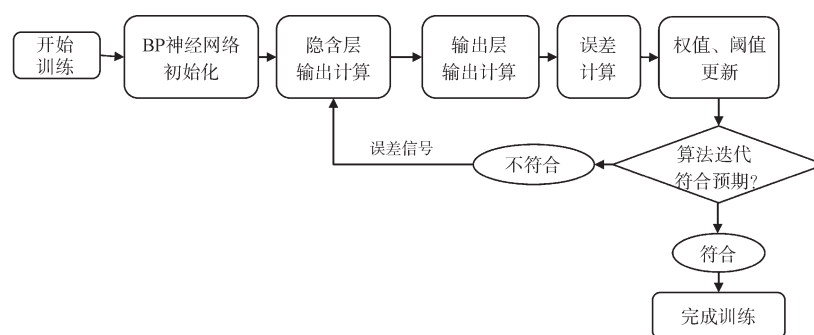 开始
训练
BP神经网络
初始化
隐含层
输出计算
输出层
输出计算
误差
计算
权值、阈值
更新
误差信号
不符合
算法迭代
符合预期?
符合
完成训练